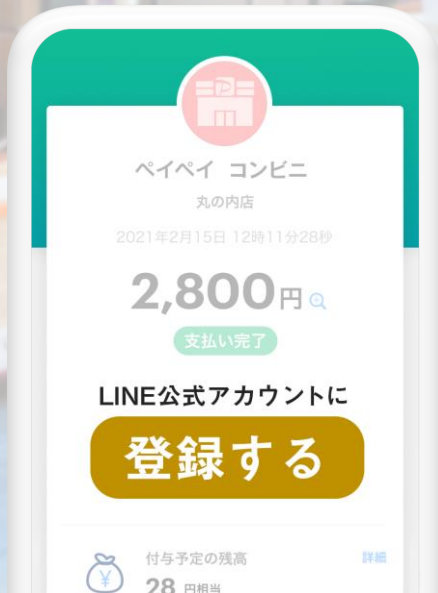 ペイペイ コンビニ
丸の内店
2021年2月15日 12時11分28秒
2,800円
支払い完了
LINE公式アカウントに
登録する
付与予定の残高
詳細
28 円相当